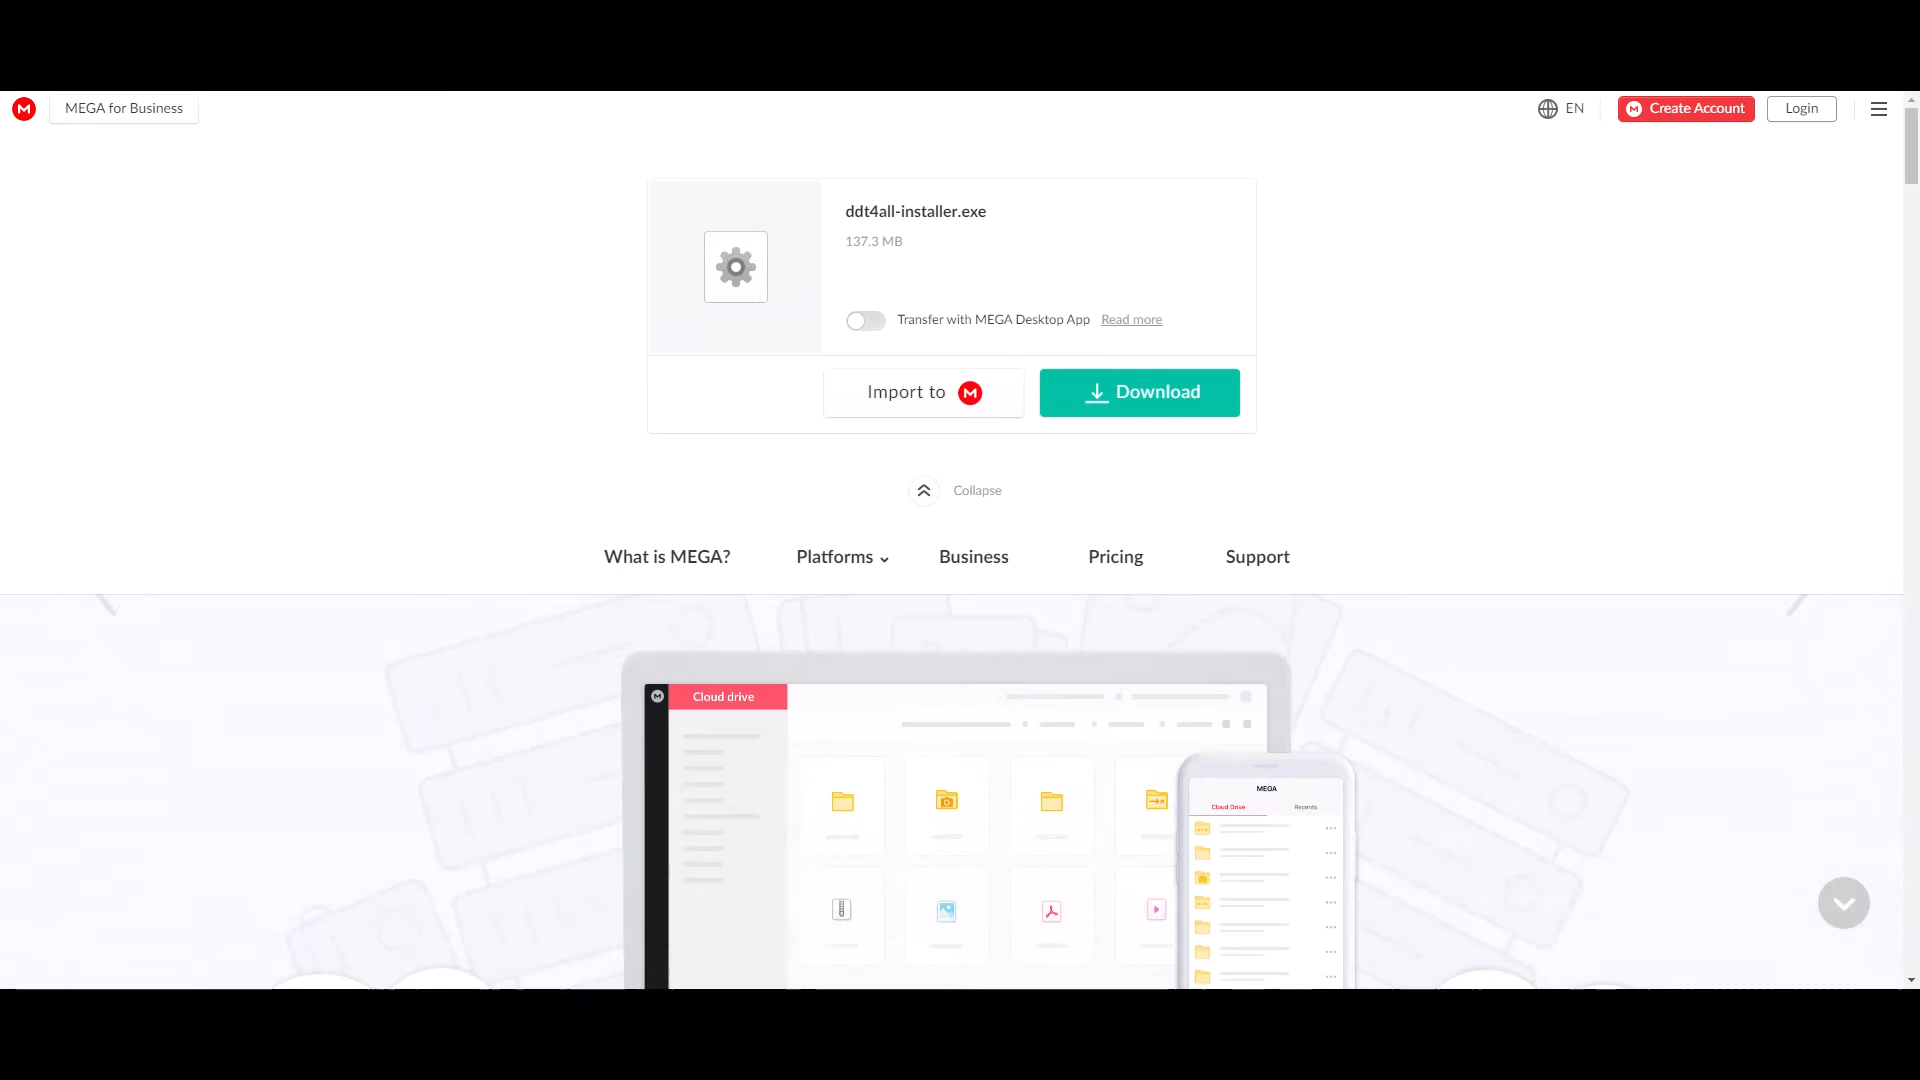 MEGA for Business
EN
Create Account
Login
ddt4all-installer.exe
137.3 MB
Transfer with MEGA Desktop App Read more
Import to
Download
Collapse
What is MEGA?
Platforms
Business
Pricing
Support
Cloud drive
MEGA
Cloud Drive
Recents